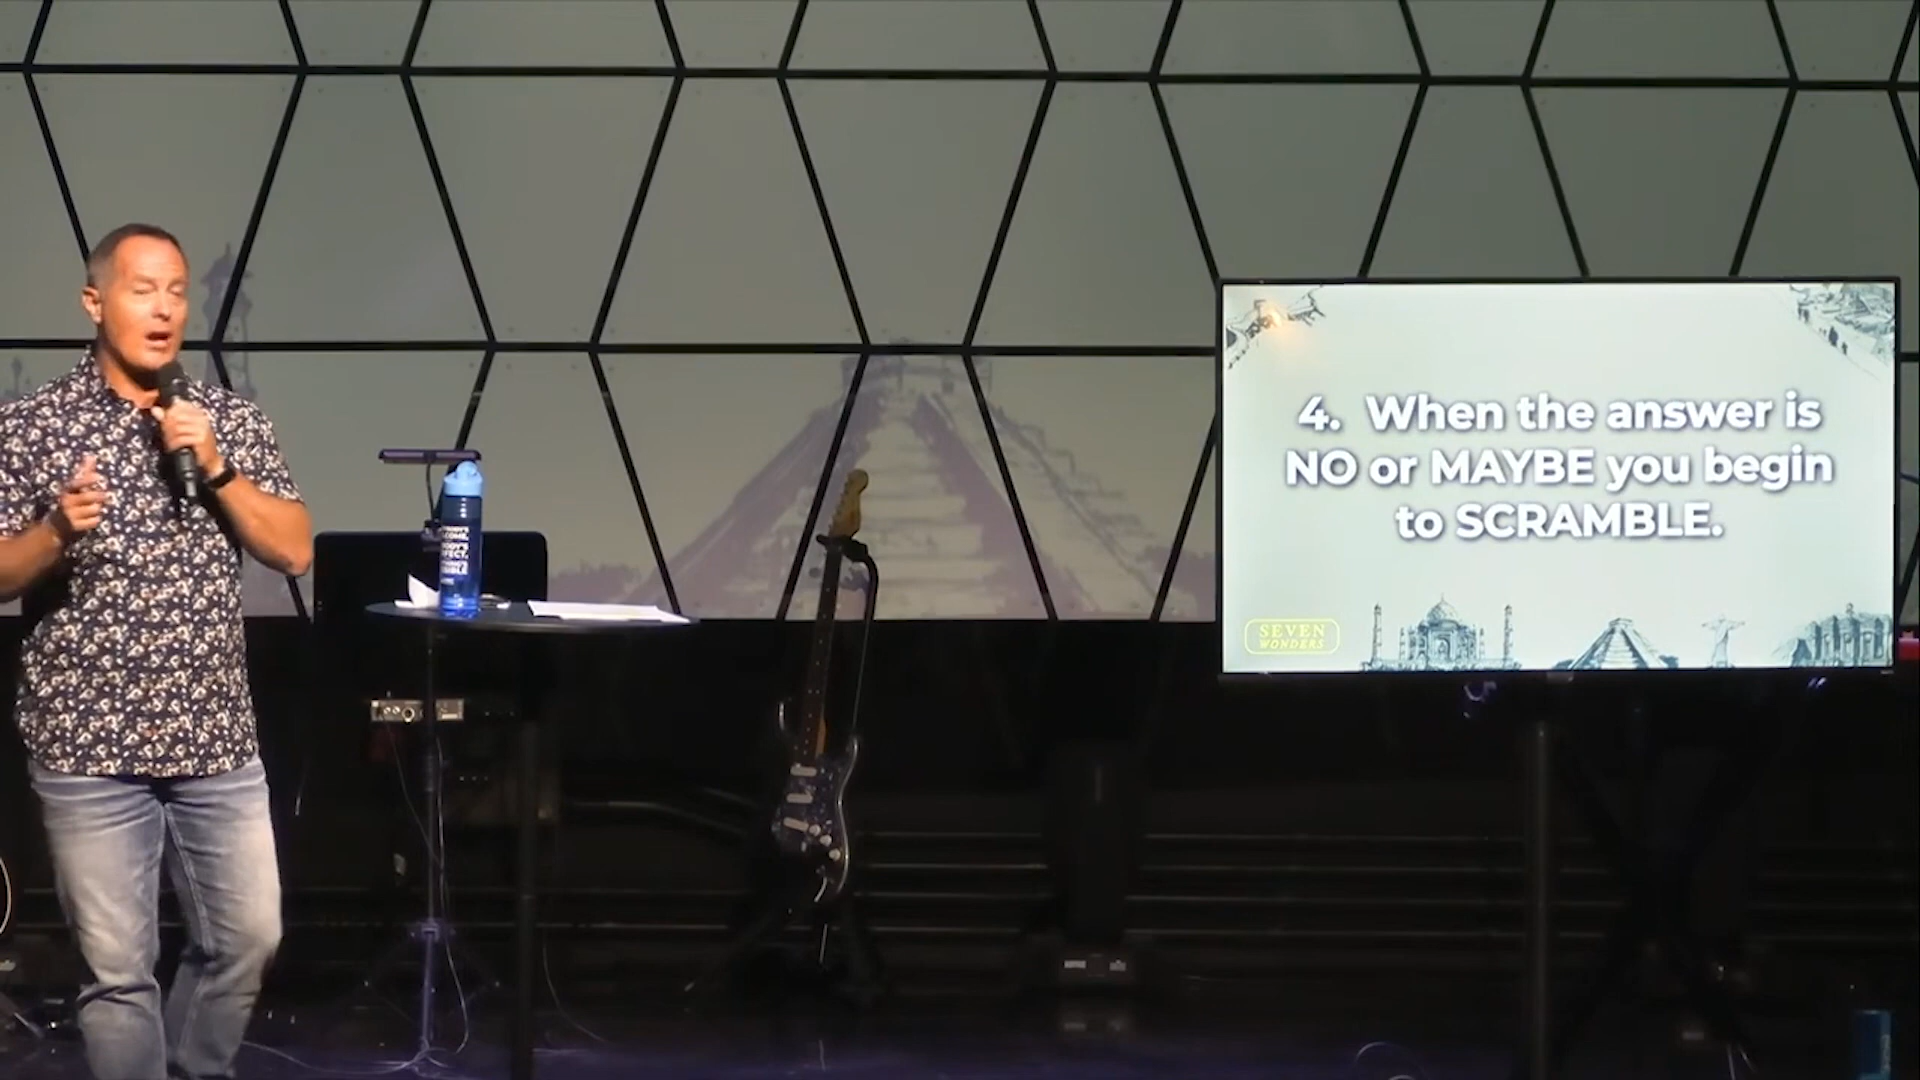 4. When the answer is
NO or MAYBE you begin
to SCRAMBLE.
SEVEN
WONDERS